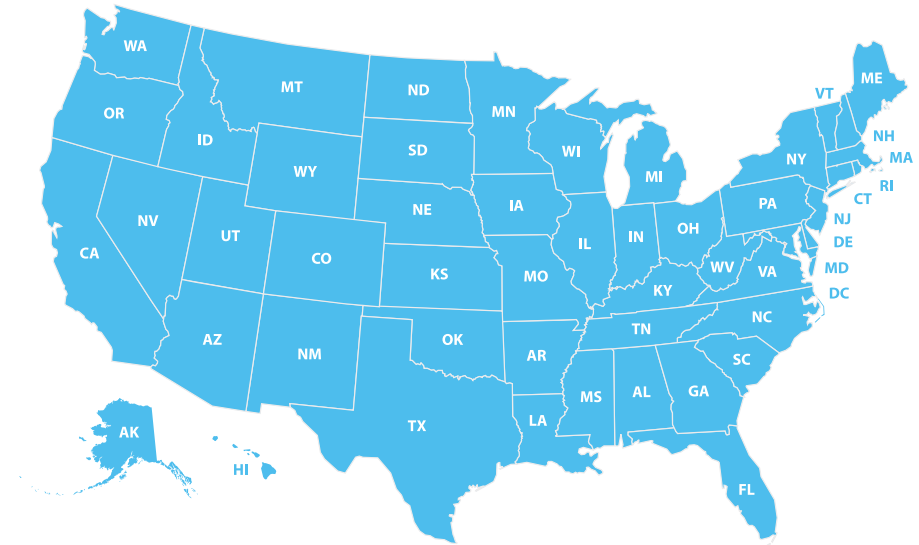 WA
MT
ND
MN
ME
VT
OR
ID
SD
WI
NH
NY
MA
WY
MI
RI
NE
IA
PA
CT
NV
UT
IL
IN
OH
NJ
CA
CO
KS
MO
WV
VA
DE
MD
KY
DC
AZ
NM
OK
AR
TN
NC
SC
MS
AL
GA
TX
LA
AK
HI
FL